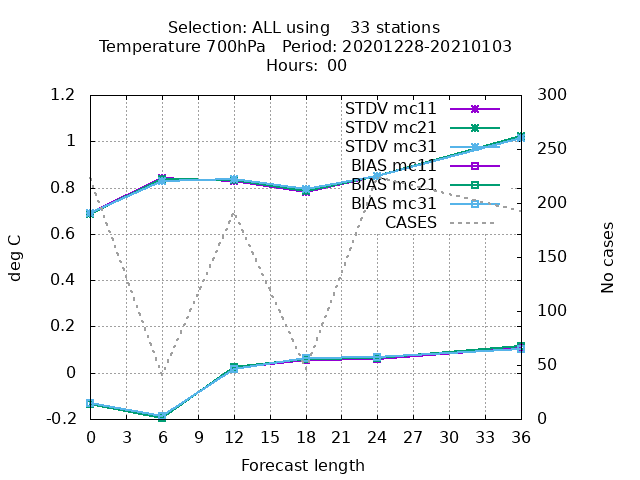 Selection: ALL using    33 stations
Temperature 700hPa   Period: 20201228-20210103
Hours: 00
1.2
1
0.8
0.6
0.4
0.2
0
-0.2
300
250
200
150
100
50
0
STDV mc11
STDV mc21
STDV mc31
BIAS mc11
BIAS mc21
BIAS mc31
CASES
deg C
No cases
0 3 6 9 12 15 18 21 24 27 30 33 36
Forecast length